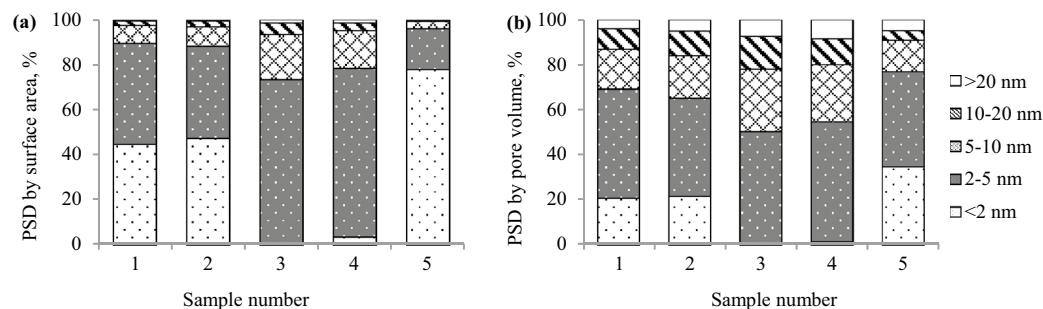 (a)
PSD by surface area, %
100
80
60
40
20
0
1 2 3 4 5
Sample number
(b)
PSD by pore volume, %
100
80
60
40
20
0
1 2 3 4 5
Sample number
>20 nm
10-20 nm
5-10 nm
2-5 nm
<2 nm